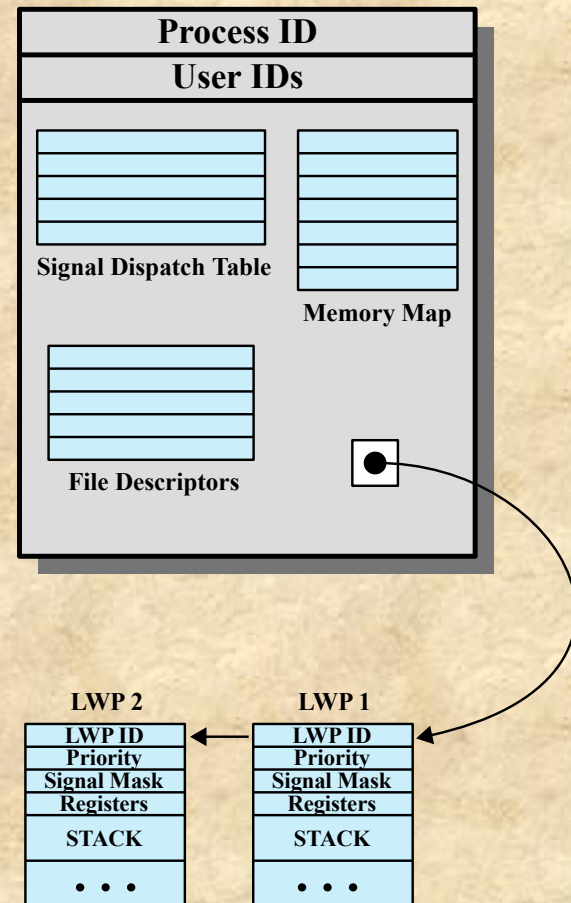 Process ID
User IDs
Signal Dispatch Table
Memory Map
File Descriptors
LWP 2
LWP ID
Priority
Signal Mask
Registers
STACK
• • •
LWP 1
LWP ID
Priority
Signal Mask
Registers
STACK
• • •